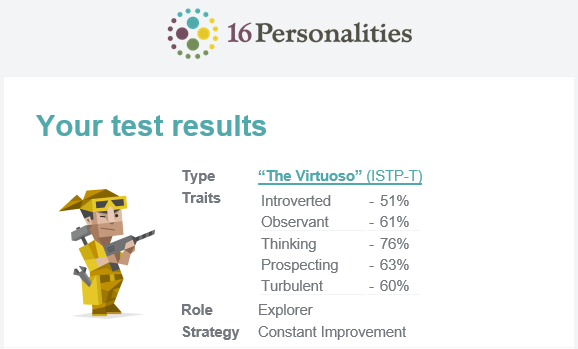 16Personalities
Your test results
Type “The Virtuoso” (ISTP-T)
Traits
Introverted - 51%
Observant - 61%
Thinking - 76%
Prospecting - 63%
Turbulent - 60%
Role Explorer
Strategy Constant Improvement